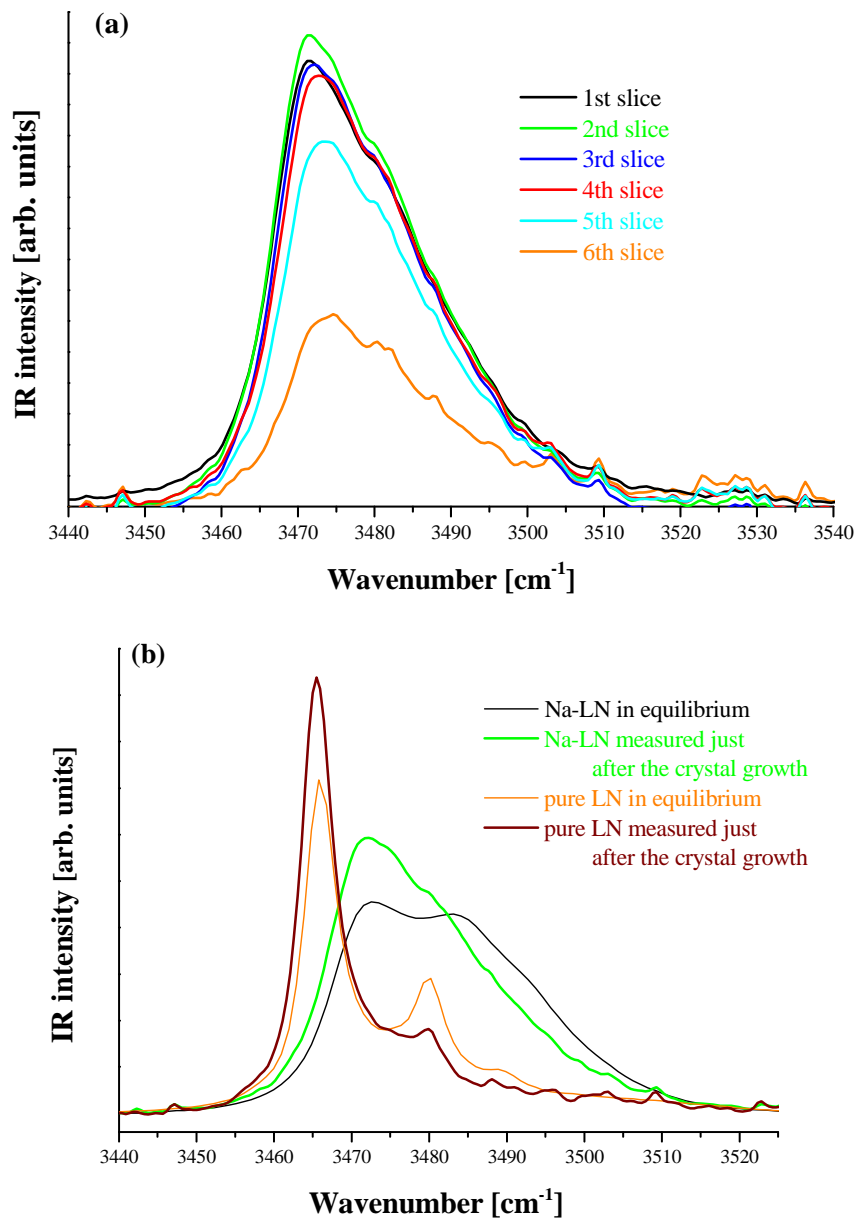 (a)
IR intensity [arb. units]
1st slice
2nd slice
3rd slice
4th slice
5th slice
6th slice
3440 3450 3460 3470 3480 3490 3500 3510 3520 3530 3540
Wavenumber [cm-1]
(b)
IR intensity [arb. units]
Na-LN in equilibrium
Na-LN measured just
after the crystal growth
pure LN in equilibrium
pure LN measured just
after the crystal growth
3440 3450 3460 3470 3480 3490 3500 3510 3520
Wavenumber [cm-1]